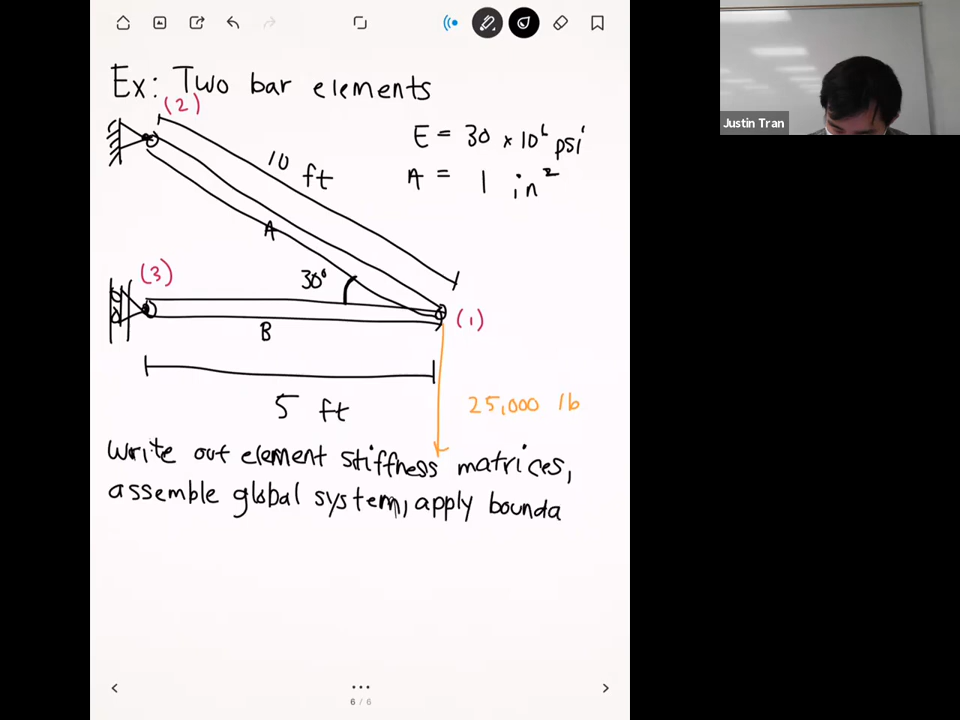 Ex: Two bar elements
(2)
E = 30 × 10⁶ psi
10 ft
A = 1 in²
A
30°
(3)
(1)
B
5 ft
25,000 lb
Write out element stiffness matrices,
assemble global system, apply bounda
6 / 6
Justin Tran